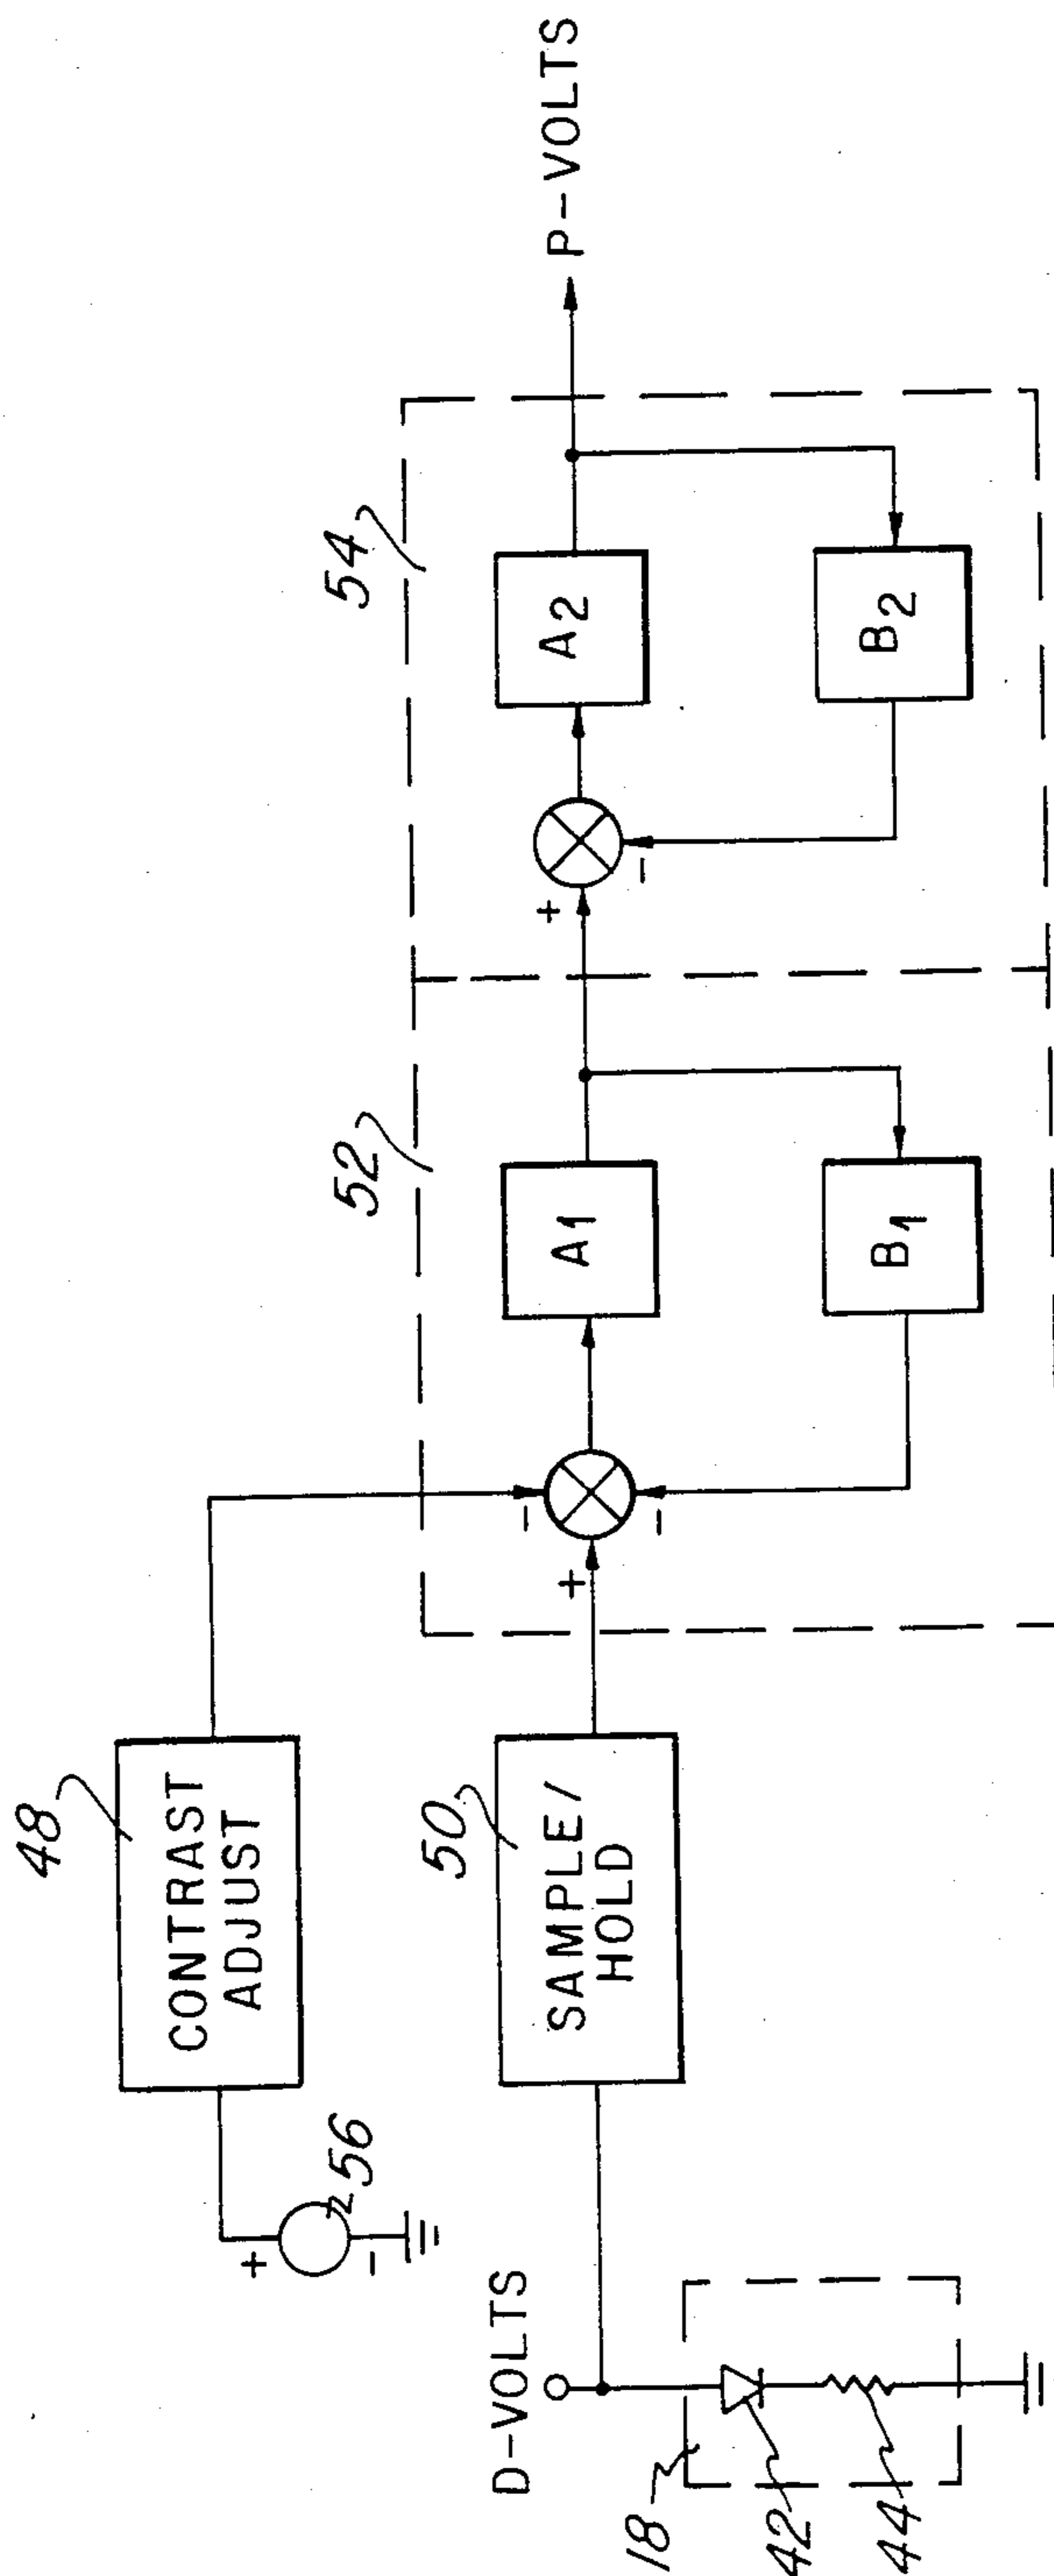 48
CONTRAST
ADJUST
+
-
56
50
SAMPLE/
HOLD
D-VOLTS
18
42
44
52
-
+
-
A1
B1
54
+
-
A2
B2
P-VOLTS